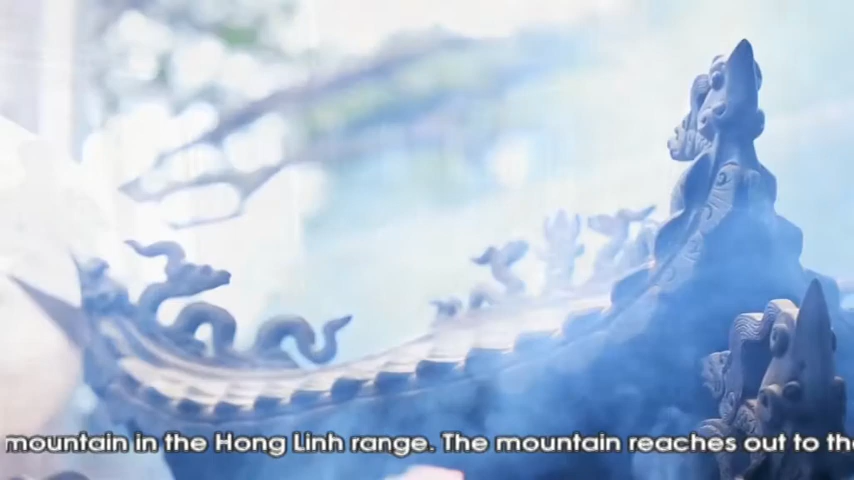 mountain in the Hong Linh range. The mountain reaches out to the